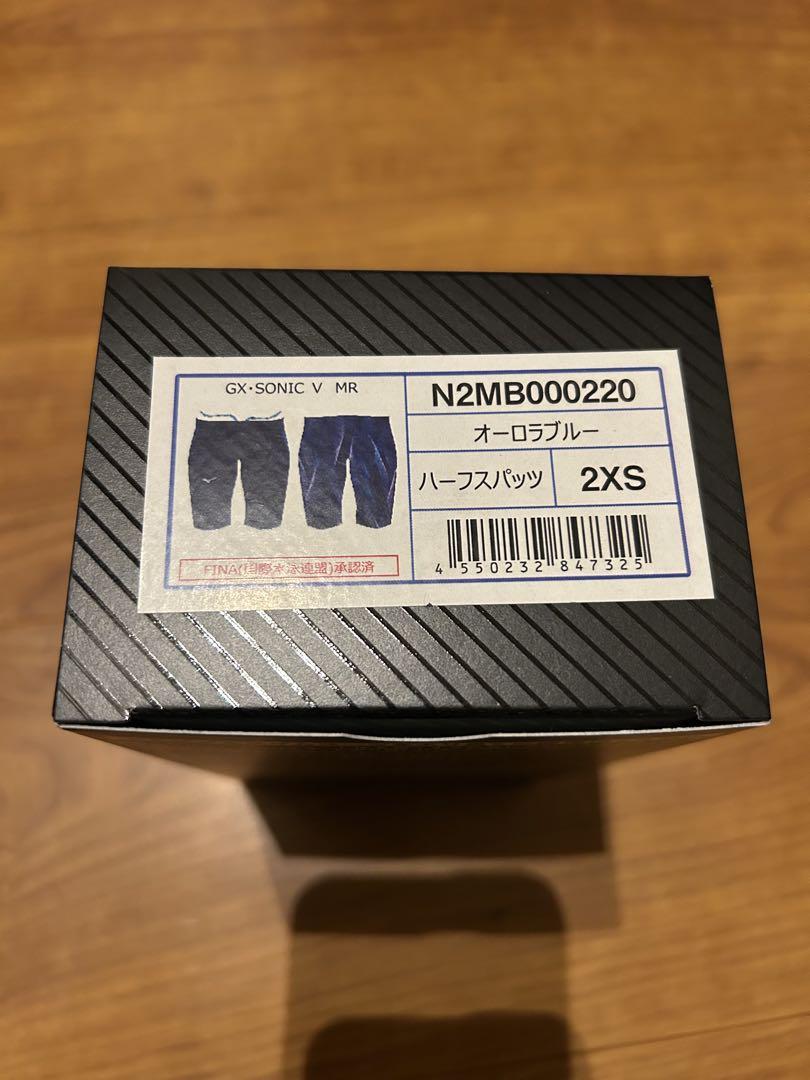 GX・SONIC V MR
FINA(国際水泳連盟)承認済
N2MB000220
オーロラブルー
ハーフスパッツ
2XS
4 550232 847325